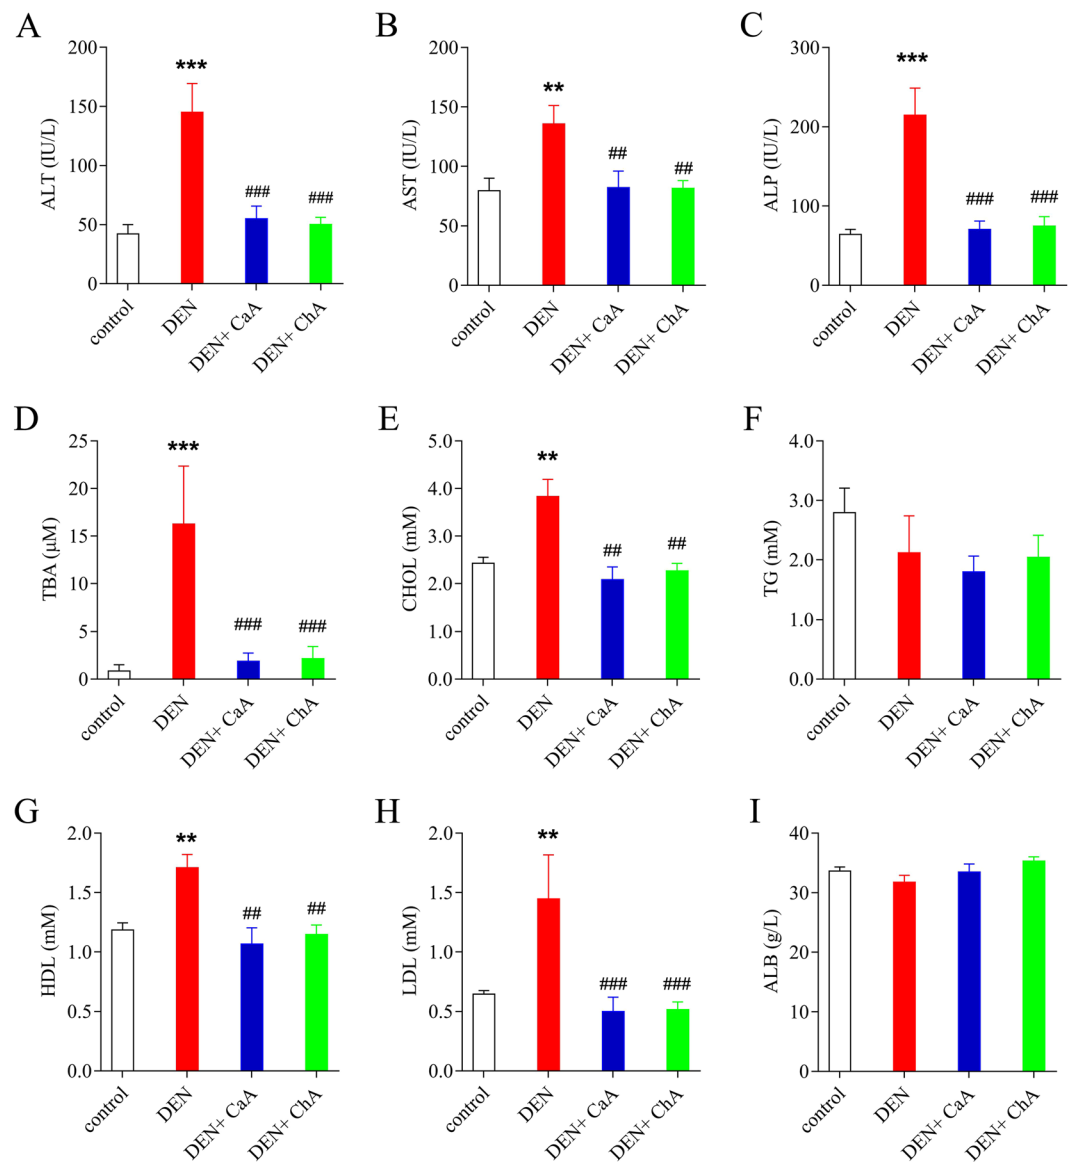 A
ALT (IU/L)
200
150
100
50
0
***
###
###
control
DEN
DEN+ CaA
DEN+ ChA
B
AST (IU/L)
200
150
100
50
0
**
##
##
control
DEN
DEN+ CaA
DEN+ ChA
C
ALP (IU/L)
300
200
100
0
***
###
###
control
DEN
DEN+ CaA
DEN+ ChA
D
TBA (μM)
25
20
15
10
5
0
***
###
###
control
DEN
DEN+ CaA
DEN+ ChA
E
CHOL (mM)
5.0
4.0
3.0
2.0
1.0
0.0
**
##
##
control
DEN
DEN+ CaA
DEN+ ChA
F
TG (mM)
4.0
3.0
2.0
1.0
0.0
control
DEN
DEN+ CaA
DEN+ ChA
G
HDL (mM)
2.0
1.5
1.0
0.5
0.0
**
##
##
control
DEN
DEN+ CaA
DEN+ ChA
H
LDL (mM)
2.0
1.5
1.0
0.5
0.0
**
###
###
control
DEN
DEN+ CaA
DEN+ ChA
I
ALB (g/L)
40
30
20
10
0
control
DEN
DEN+ CaA
DEN+ ChA